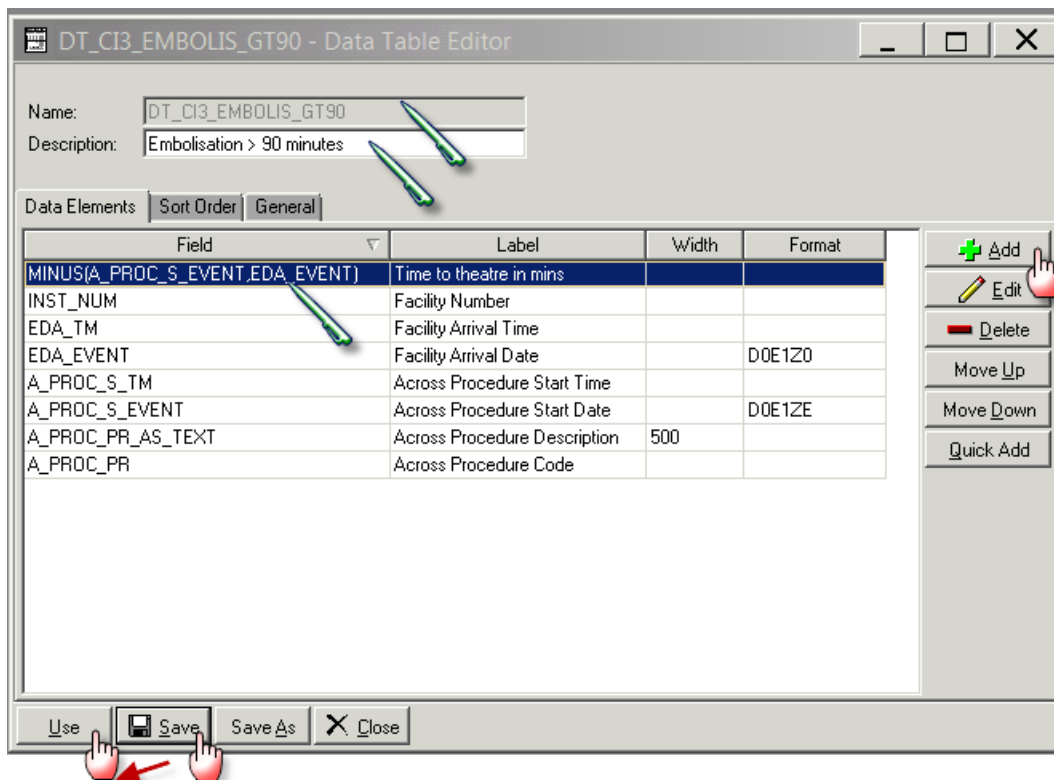 DT_CI3_EMBOLIS_GT90 - Data Table Editor
Name: DT_CI3_EMBOLIS_GT90
Description: Embolisation > 90 minutes
Data Elements Sort Order General
Field Label Width Format
MINUS(A_PROC_S_EVENT,EDA_EVENT) Time to theatre in mins
INST_NUM Facility Number
EDA_TM Facility Arrival Time
EDA_EVENT Facility Arrival Date D0E1Z0
A_PROC_S_TM Across Procedure Start Time
A_PROC_S_EVENT Across Procedure Start Date D0E1ZE
A_PROC_PR_AS_TEXT Across Procedure Description 500
A_PROC_PR Across Procedure Code
Add
Edit
Delete
Move Up
Move Down
Quick Add
Use Save Save As Close